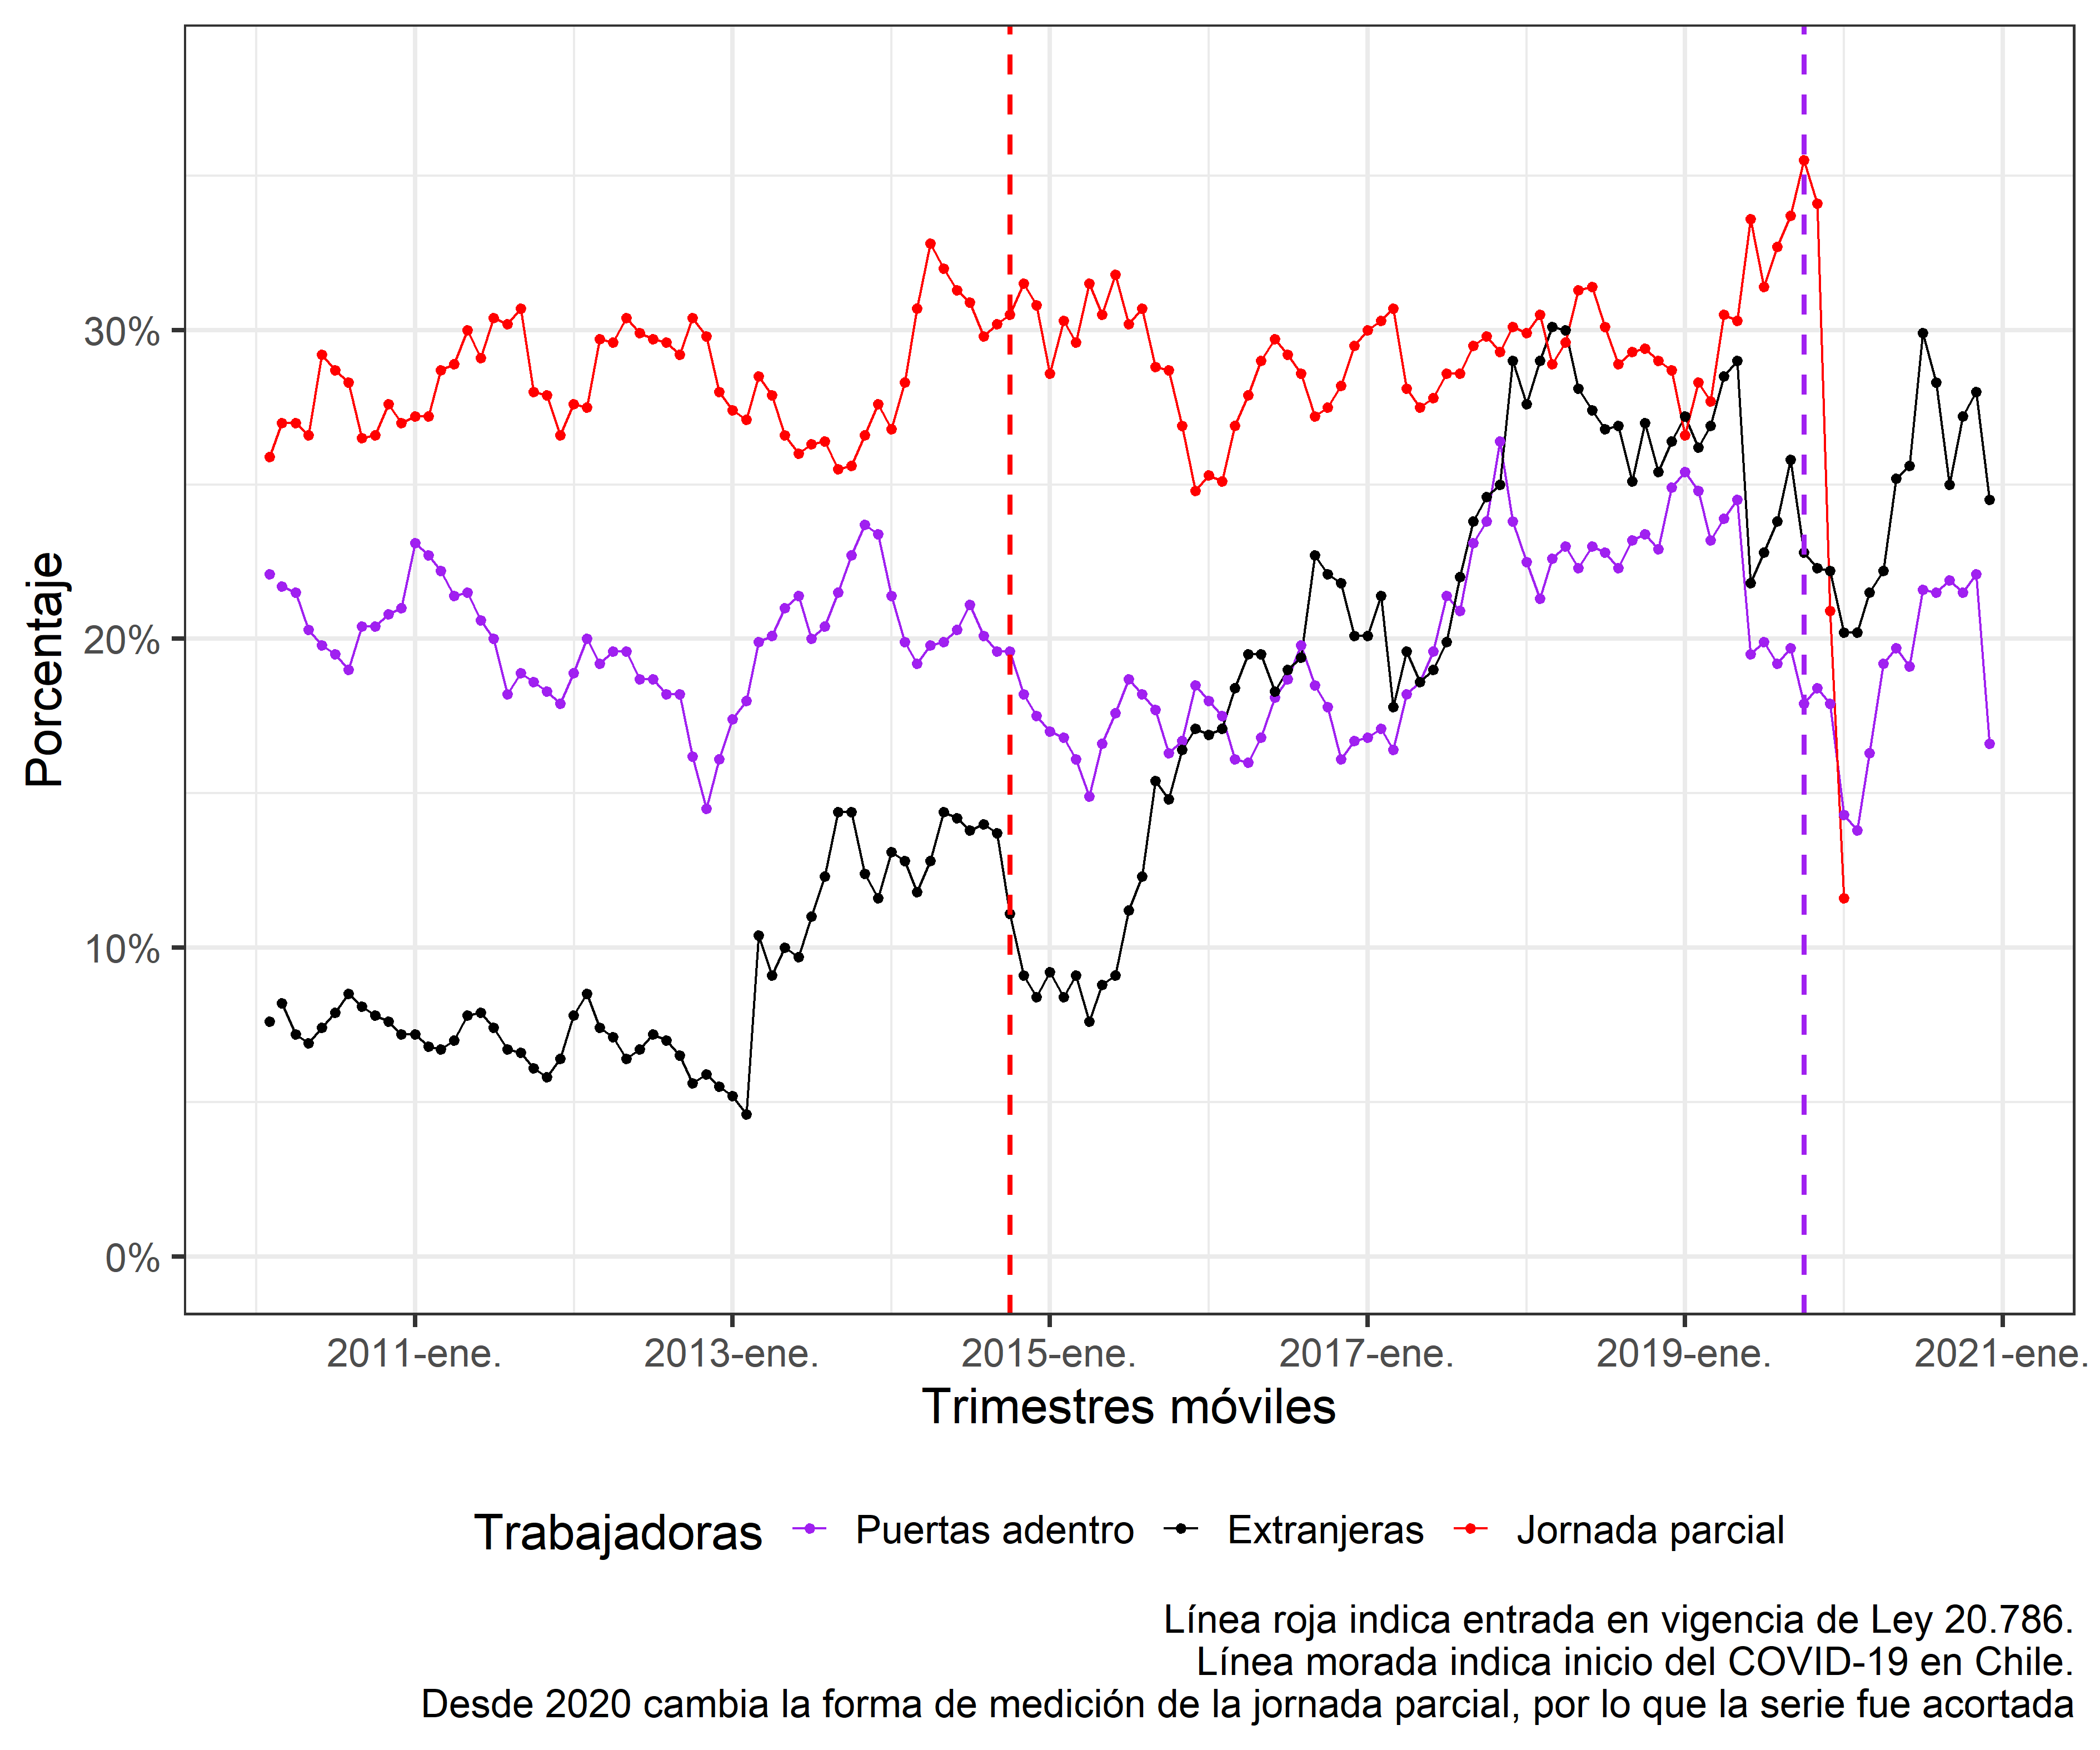 Porcentaje
30%
20%
10%
0%
2011-ene.
2013-ene.
2015-ene.
2017-ene.
2019-ene.
2021-ene.
Trimestres móviles
Trabajadoras
Puertas adentro
Extranjeras
Jornada parcial
Línea roja indica entrada en vigencia de Ley 20.786.
Línea morada indica inicio del COVID-19 en Chile.
Desde 2020 cambia la forma de medición de la jornada parcial, por lo que la serie fue acortada